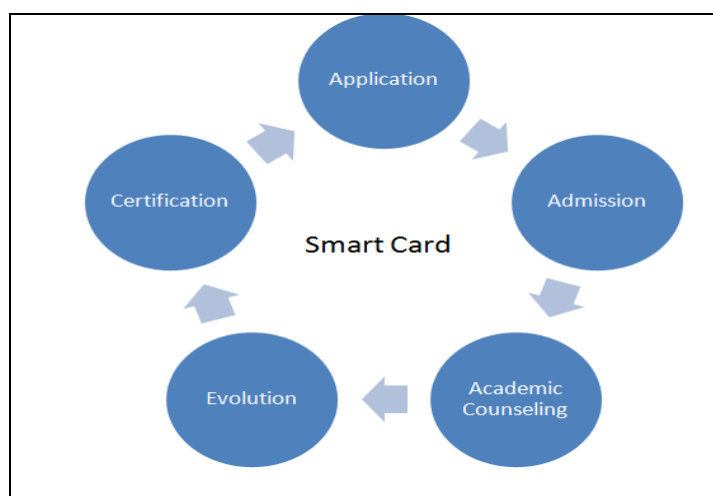 Application
Certification
Admission
Smart Card
Evolution
Academic
Counseling